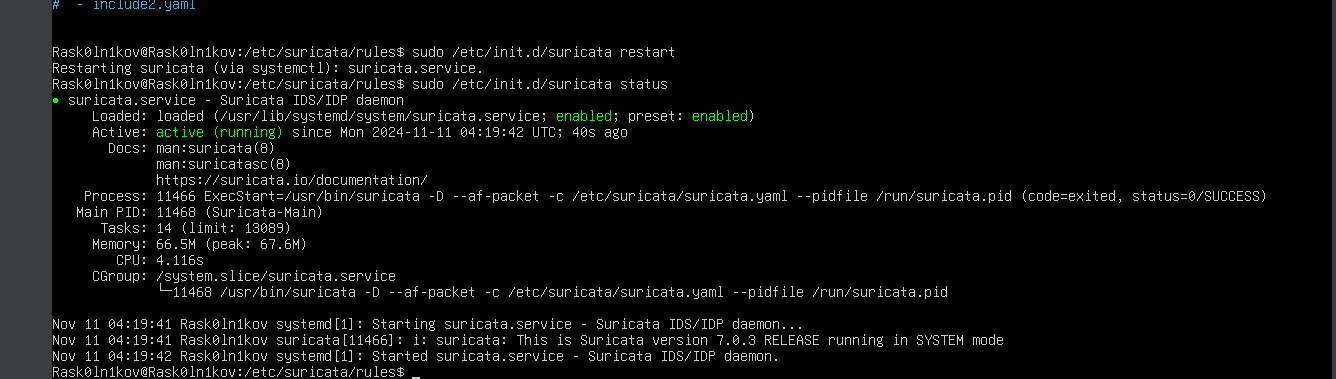 #  - include2.yaml
Rask0ln1kov@Rask0ln1kov:/etc/suricata/rules$ sudo /etc/init.d/suricata restart
Restarting suricata (via systemctl): suricata.service.
Rask0ln1kov@Rask0ln1kov:/etc/suricata/rules$ sudo /etc/init.d/suricata status
● suricata.service - Suricata IDS/IDP daemon
     Loaded: loaded (/usr/lib/systemd/system/suricata.service; enabled; preset: enabled)
     Active: active (running) since Mon 2024-11-11 04:19:42 UTC; 40s ago
       Docs: man:suricata(8)
             man:suricatasc(8)
             https://suricata.io/documentation/
    Process: 11466 ExecStart=/usr/bin/suricata -D --af-packet -c /etc/suricata/suricata.yaml --pidfile /run/suricata.pid (code=exited, status=0/SUCCESS)
   Main PID: 11468 (Suricata-Main)
      Tasks: 14 (limit: 13089)
     Memory: 66.5M (peak: 67.6M)
        CPU: 4.116s
     CGroup: /system.slice/suricata.service
             └─11468 /usr/bin/suricata -D --af-packet -c /etc/suricata/suricata.yaml --pidfile /run/suricata.pid
Nov 11 04:19:41 Rask0ln1kov systemd[1]: Starting suricata.service - Suricata IDS/IDP daemon...
Nov 11 04:19:41 Rask0ln1kov suricata[11466]: i: suricata: This is Suricata version 7.0.3 RELEASE running in SYSTEM mode
Nov 11 04:19:42 Rask0ln1kov systemd[1]: Started suricata.service - Suricata IDS/IDP daemon.
Rask0ln1kov@Rask0ln1kov:/etc/suricata/rules$ _